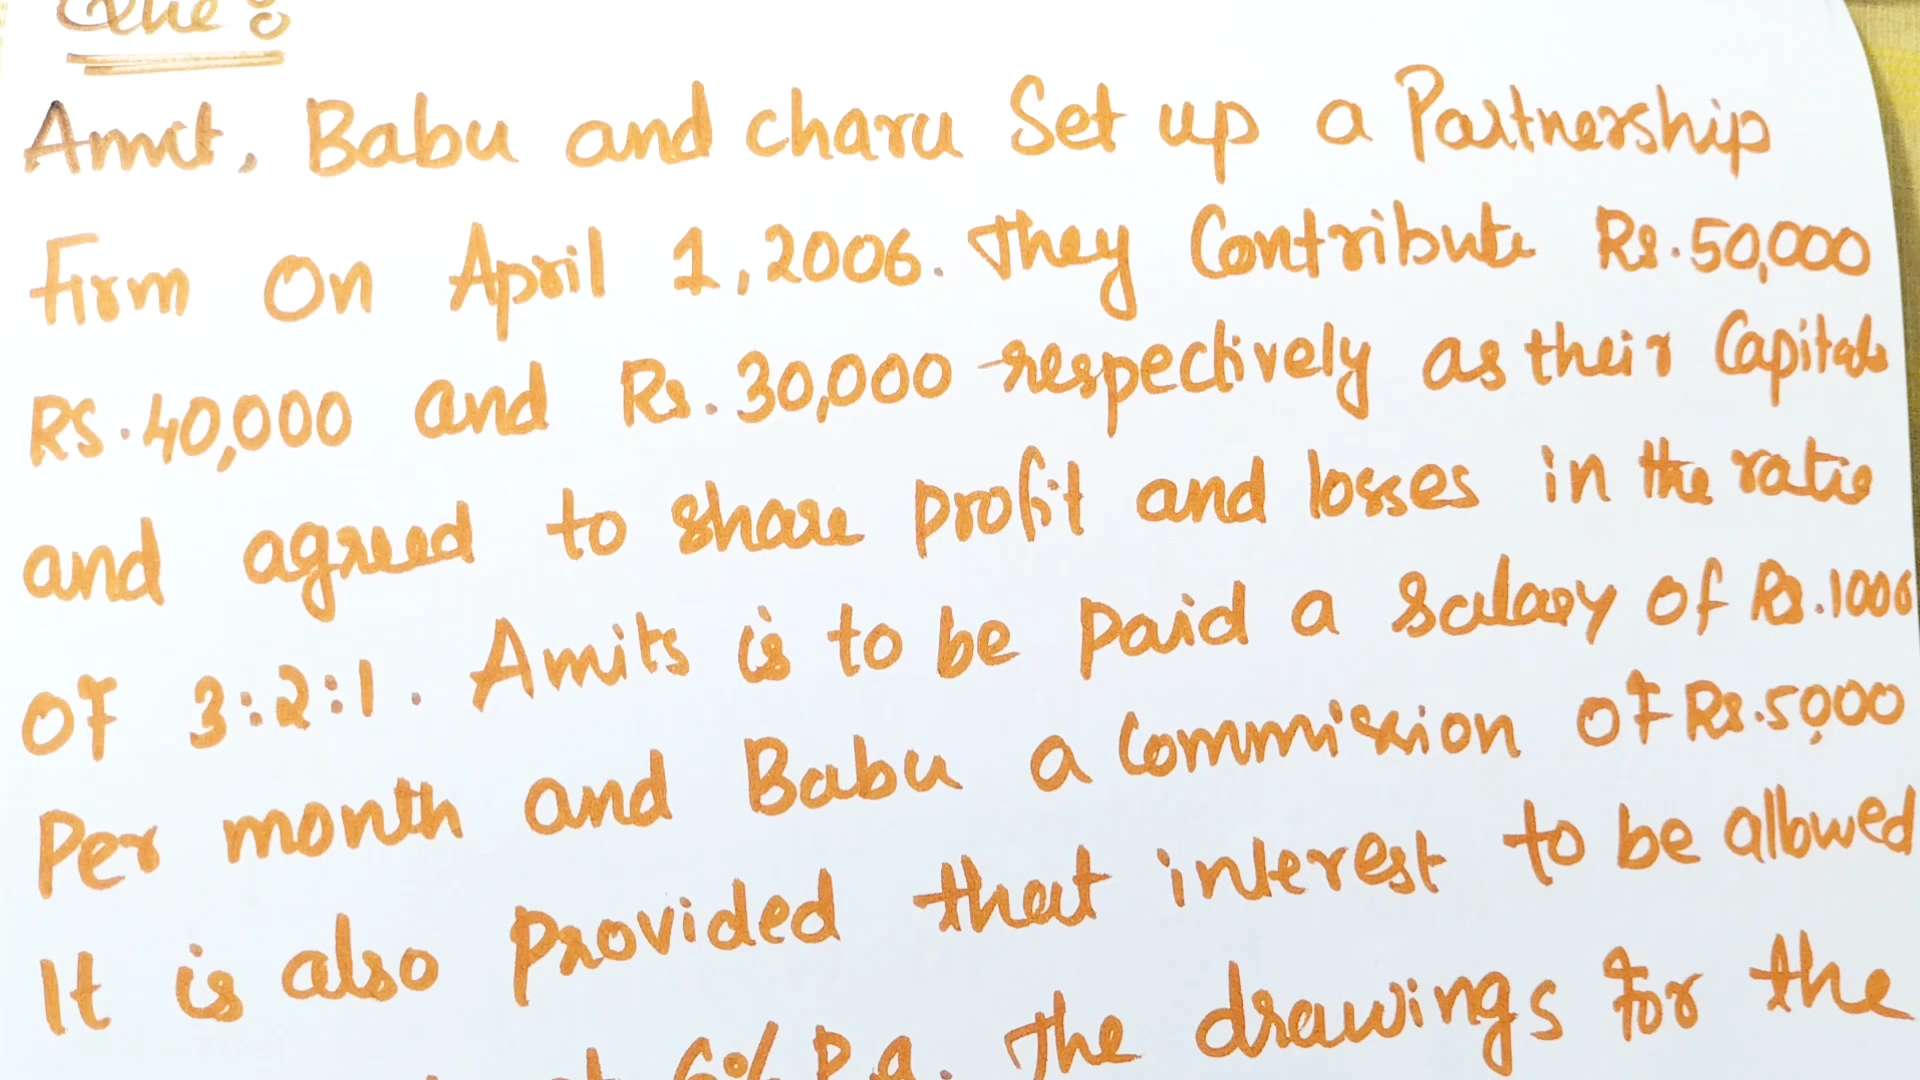 Que :
Amit, Babu and charu Set up a Partnership
Firm On April 1, 2006. They Contribute Rs. 50,000
RS. 40,000 and Rs. 30,000 respectively as their Capitals
and agreed to share profit and losses in the ratio
OF 3:2:1. Amits is to be paid a salary of Rs. 1000
Per month and Babu a Commission OF Rs. 5000
It is also Provided that interest to be allowed
at 6% P.a. The drawings for the